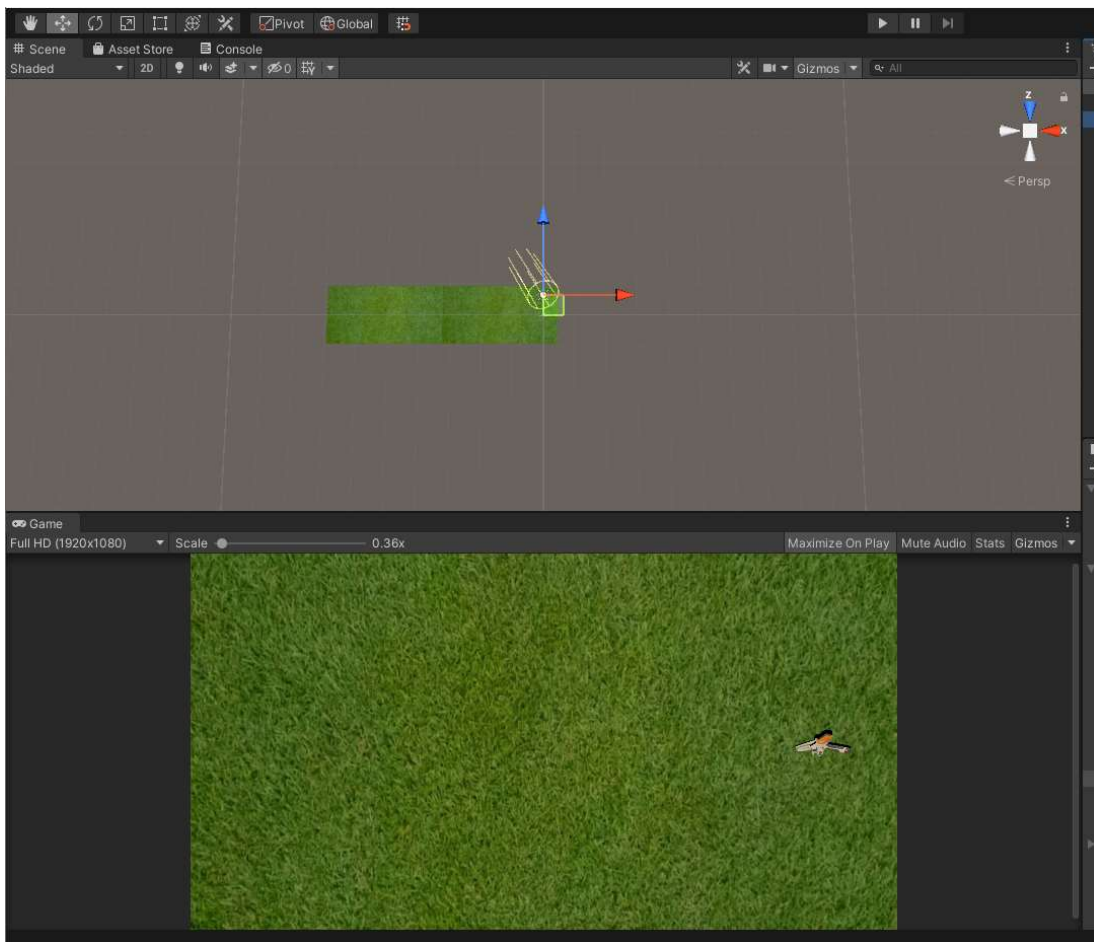 Pivot Global
Scene Asset Store Console
Shaded 2D 0 Gizmos All
z
x
Persp
Game
Full HD (1920x1080) Scale 0.36x Maximize On Play Mute Audio Stats Gizmos